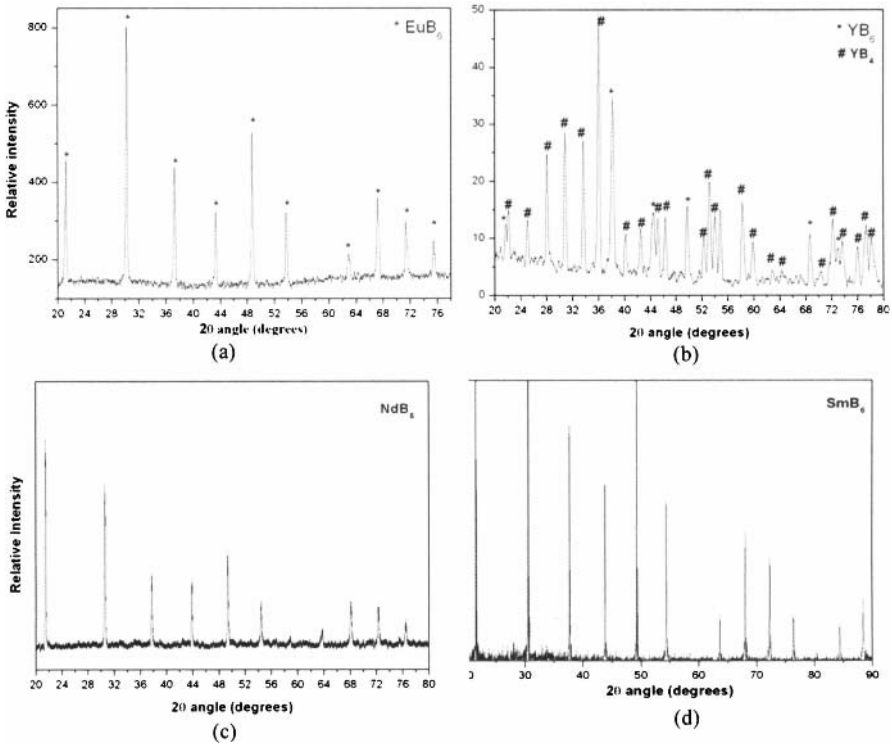 * EuB₆
800
600
400
200
Relative intensity
20 24 28 32 36 40 44 48 52 56 60 64 68 72 76
2θ angle (degrees)
(a)
* YB₆
# YB₄
50
40
30
20
10
0
20 24 28 32 36 40 44 48 52 56 60 64 68 72 76 80
2θ angle (degrees)
(b)
NdB₆
Relative Intensity
20 24 28 32 36 40 44 48 52 56 60 64 68 72 76 80
2θ angle (degrees)
(c)
SmB₆
0 30 40 50 60 70 80 90
2θ angle (degrees)
(d)